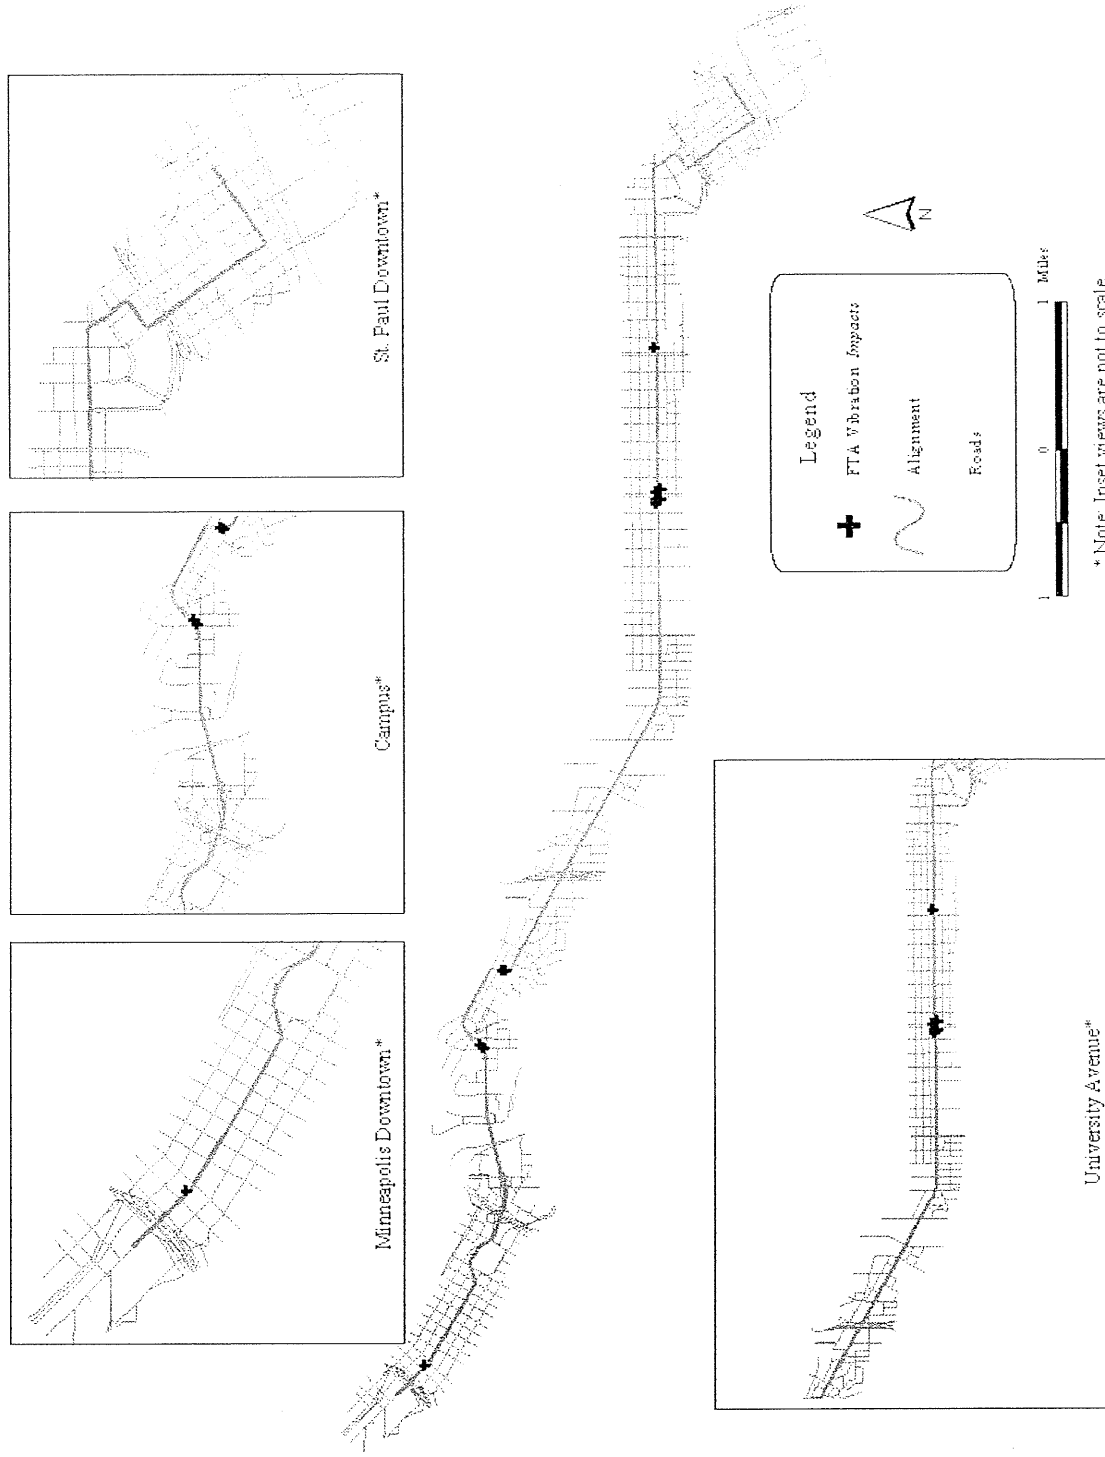 Minneapolis Downtown*
Campus*
St. Paul Downtown*
University Avenue*
Legend
FTA Vibration Impacts
Alignment
Roads
N
1 0 1 Miles
* Note: Inset views are not to scale